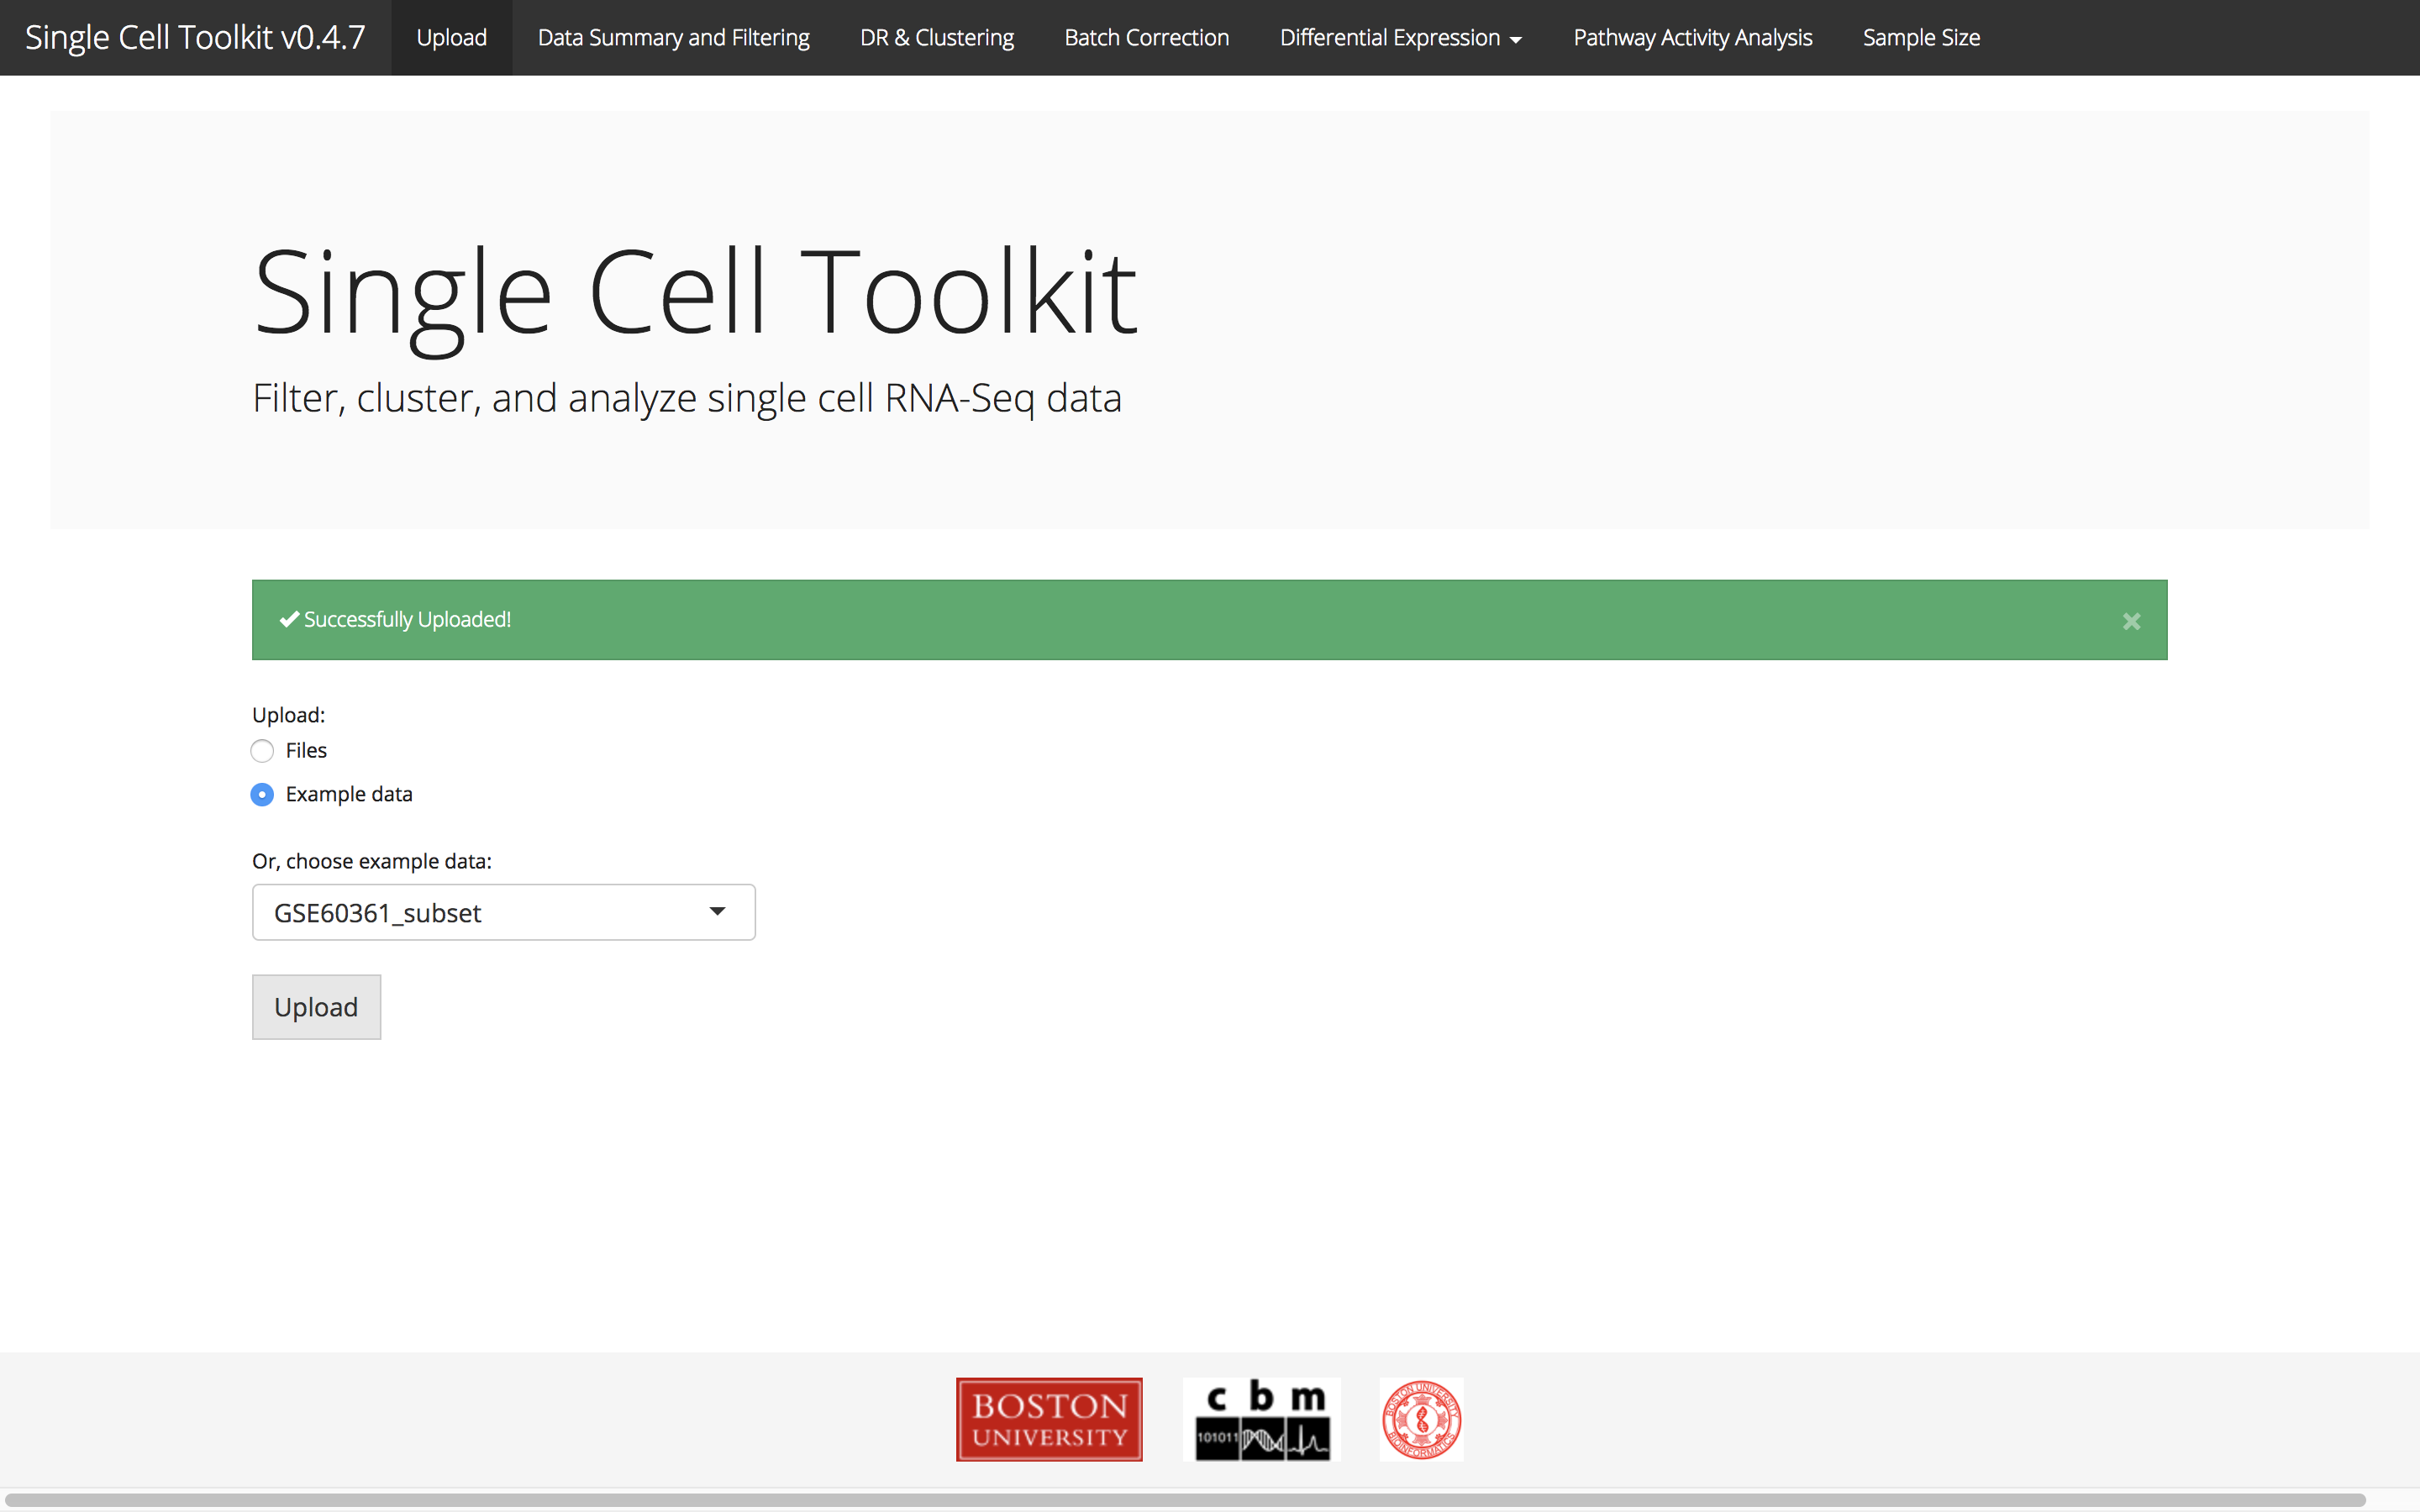 Single Cell Toolkit v0.4.7 Upload Data Summary and Filtering DR & Clustering Batch Correction Differential Expression Pathway Activity Analysis Sample Size
Single Cell Toolkit
Filter, cluster, and analyze single cell RNA-Seq data
Successfully Uploaded!
Upload:
Files
Example data
Or, choose example data:
GSE60361_subset
Upload
BOSTON
UNIVERSITY
c b m
101011
BOSTON UNIVERSITY
BIOINFORMATICS